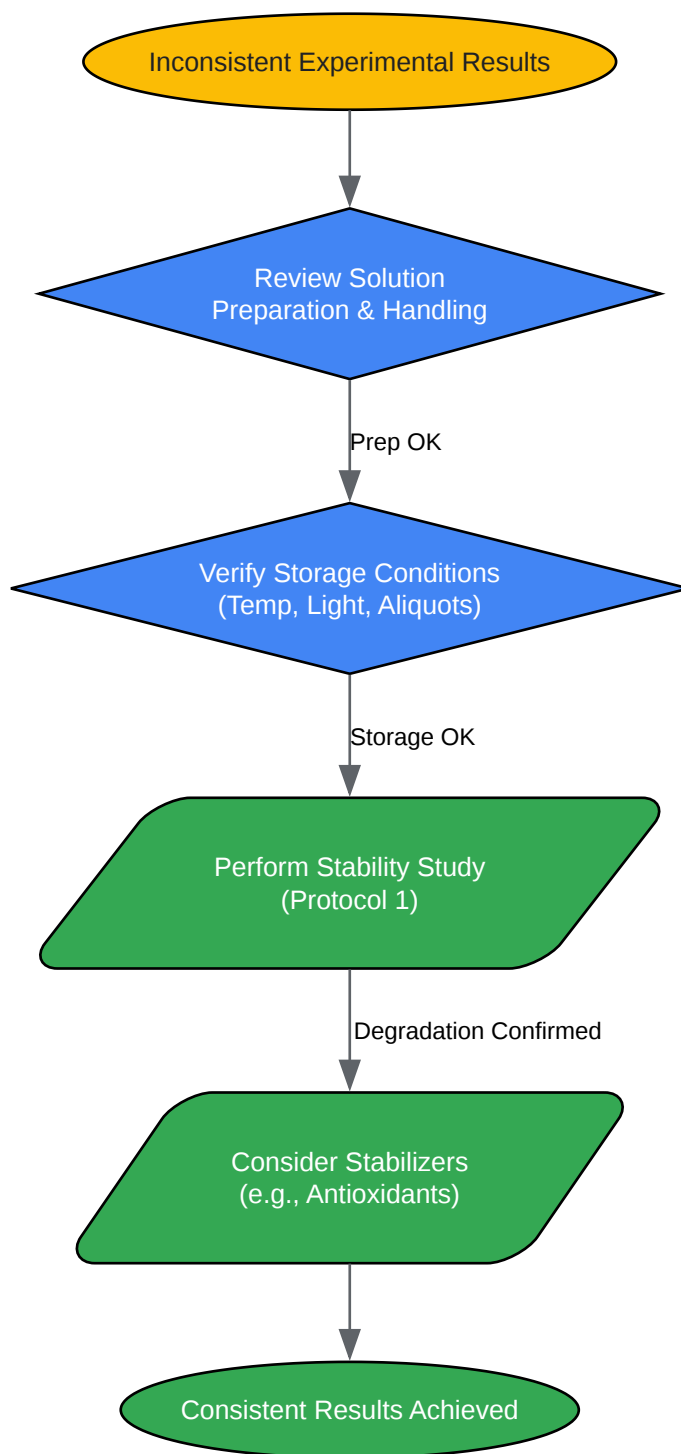 Inconsistent Experimental Results
Review Solution
Preparation & Handling
Prep OK
Verify Storage Conditions
(Temp, Light, Aliquots)
Storage OK
Perform Stability Study
(Protocol 1)
Degradation Confirmed
Consider Stabilizers
(e.g., Antioxidants)
Consistent Results Achieved